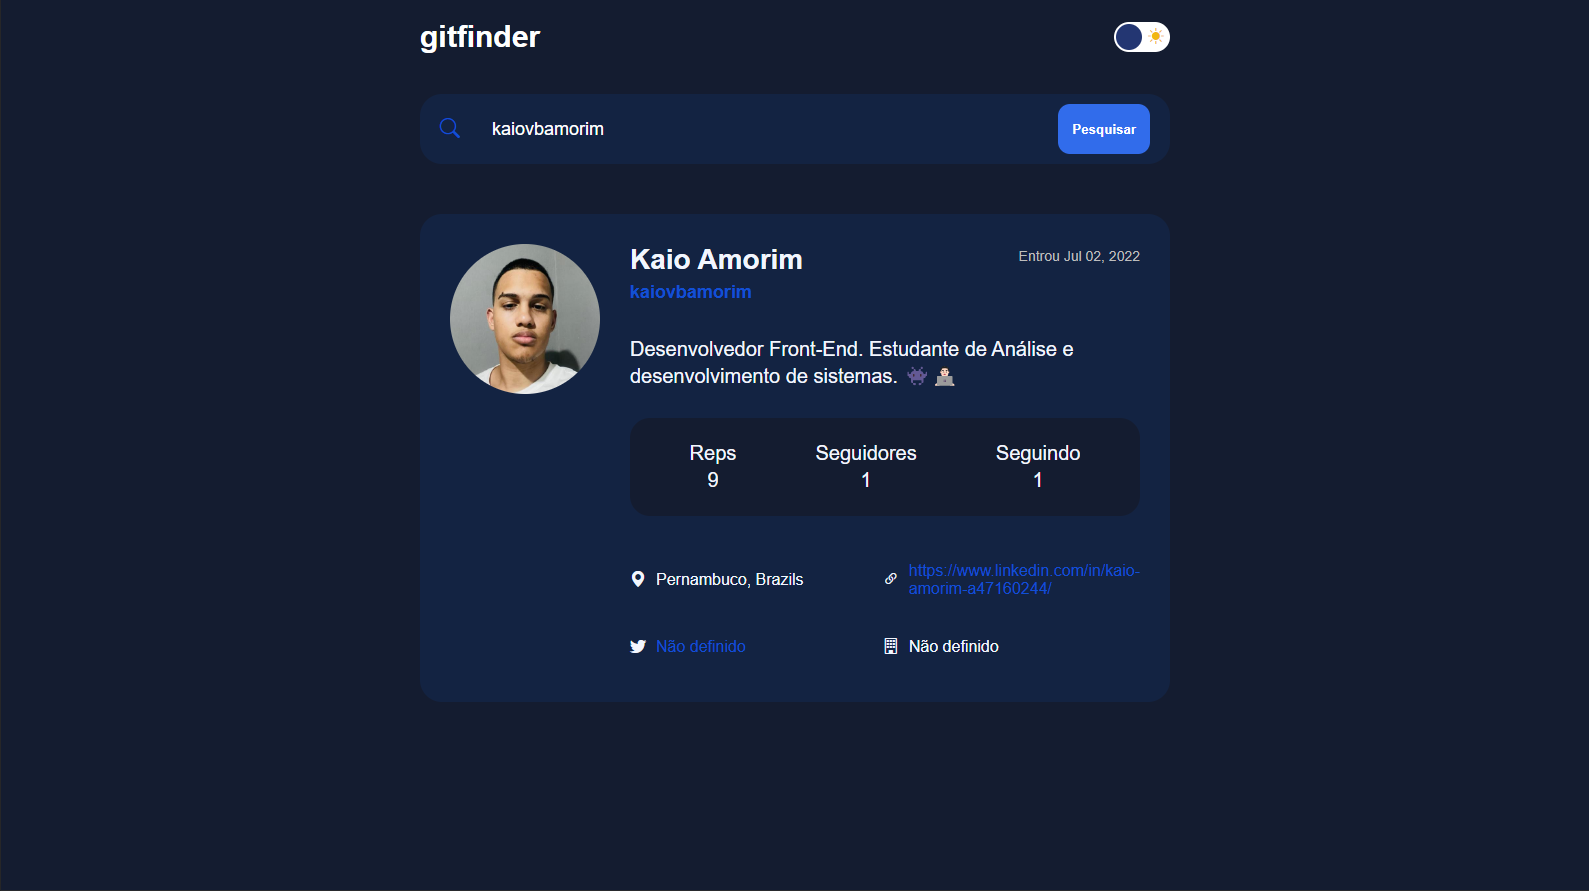 gitfinder
kaiovbamorim
Pesquisar
Kaio Amorim
Entrou Jul 02, 2022
kaiovbamorim
Desenvolvedor Front-End. Estudante de Análise e
desenvolvimento de sistemas. 👾 👨🏻‍💻
Reps Seguidores Seguindo
9 1 1
Pernambuco, Brazils
https://www.linkedin.com/in/kaio-
amorim-a47160244/
Não definido
Não definido